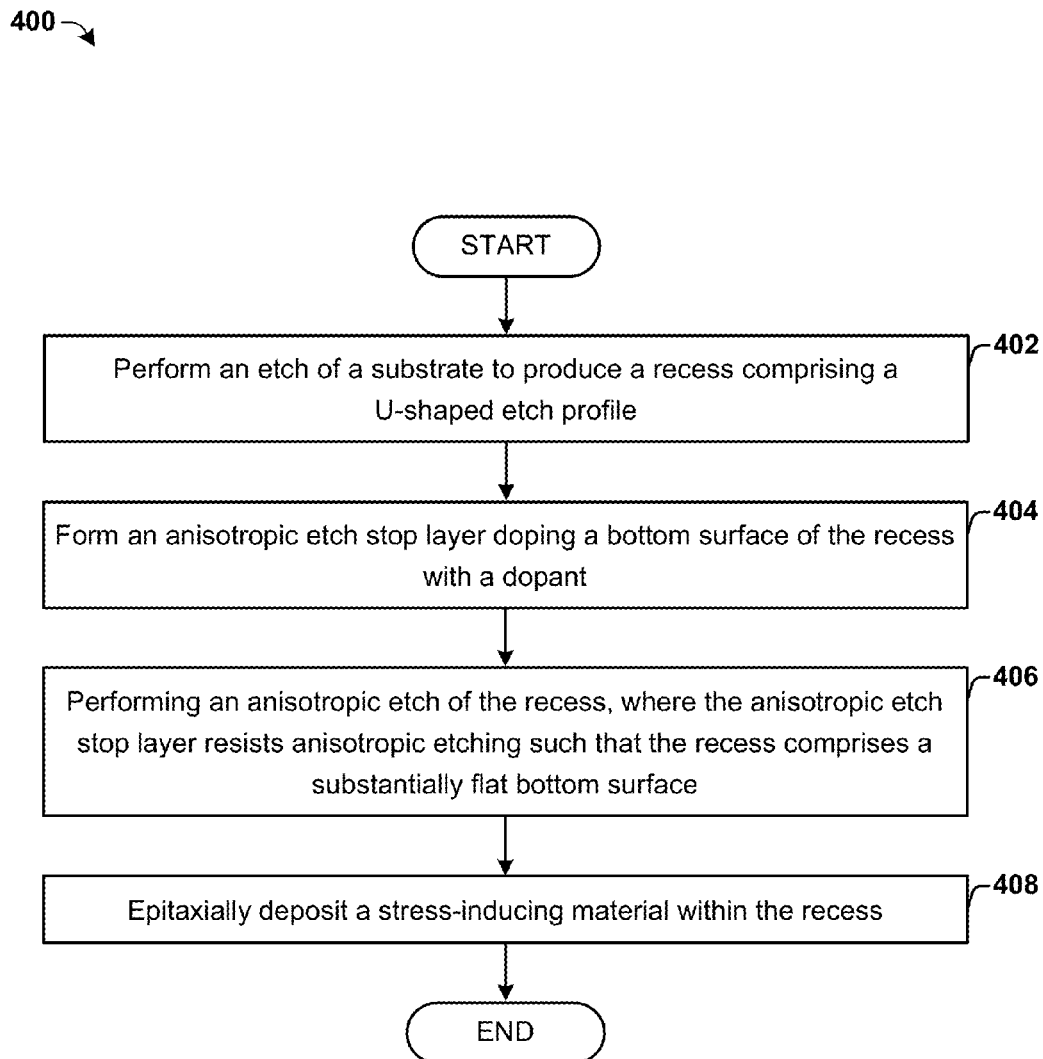 400
START
402
Perform an etch of a substrate to produce a recess comprising a
U-shaped etch profile
404
Form an anisotropic etch stop layer doping a bottom surface of the recess
with a dopant
406
Performing an anisotropic etch of the recess, where the anisotropic etch
stop layer resists anisotropic etching such that the recess comprises a
substantially flat bottom surface
408
Epitaxially deposit a stress-inducing material within the recess
END